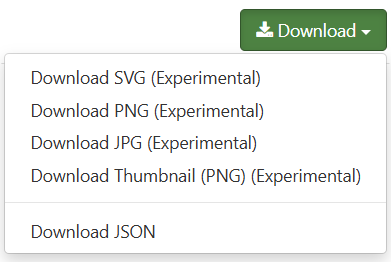 Download
Download SVG (Experimental)
Download PNG (Experimental)
Download JPG (Experimental)
Download Thumbnail (PNG) (Experimental)
Download JSON